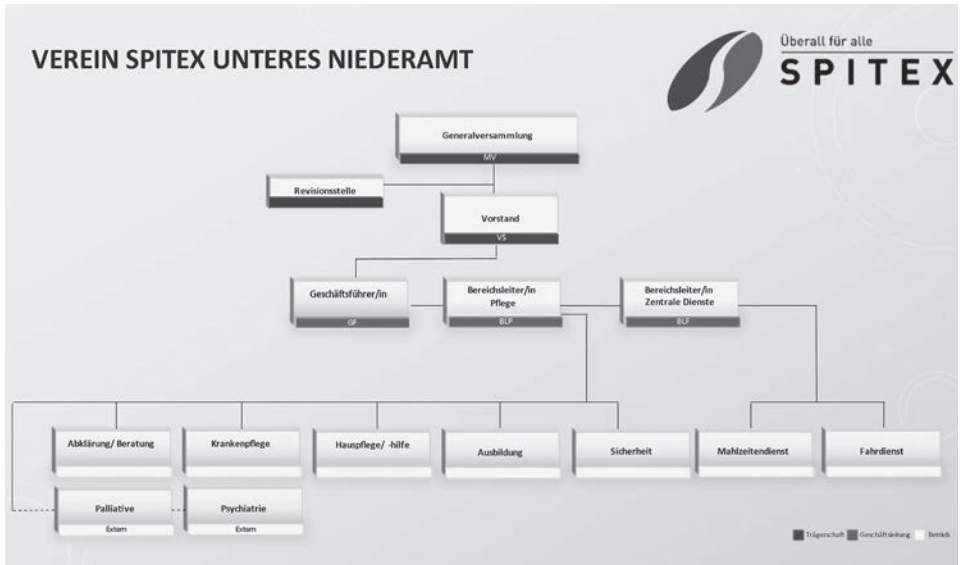 VEREIN SPITEX UNTERES NIEDERAMT
Überall für alle
SPITEX
Generalversammlung
MV
Revisionsstelle
Vorstand
VS
Geschäftsführer/in
GF
Bereichsleiter/in
Pflege
BLP
Bereichsleiter/in
Zentrale Dienste
BLF
Abklärung/ Beratung
Krankenpflege
Hauspflege/ -hilfe
Ausbildung
Sicherheit
Mahlzeitendienst
Fahrdienst
Palliative
Extern
Psychiatrie
Extern
Trägerschaft
Geschäftsleitung
Betrieb